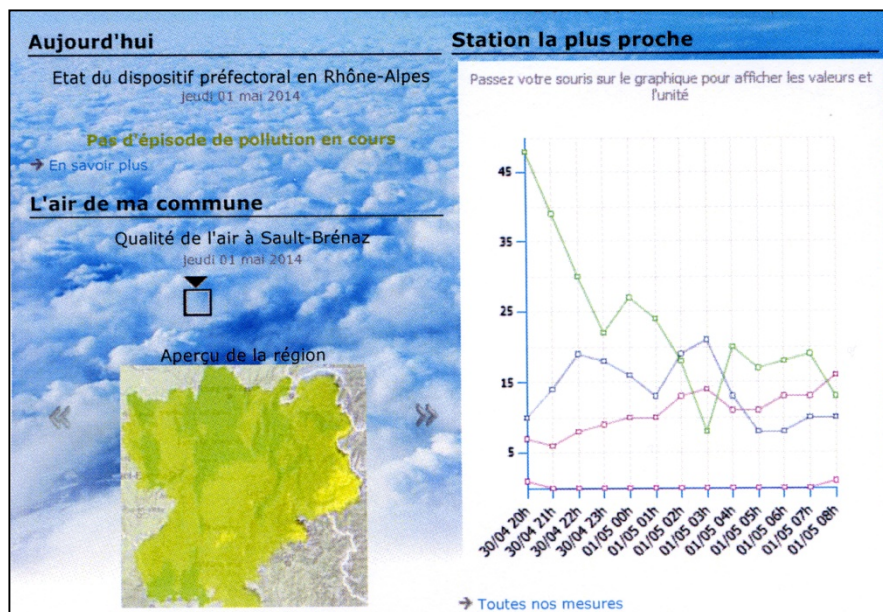 Aujourd'hui
Etat du dispositif préfectoral en Rhône-Alpes
jeudi 01 mai 2014
Pas d'épisode de pollution en cours
→ En savoir plus
L'air de ma commune
Qualité de l'air à Sault-Brénaz
jeudi 01 mai 2014
Aperçu de la région
«
»
Station la plus proche
Passez votre souris sur le graphique pour afficher les valeurs et
l'unité
45
35
25
15
5
30/04 20h
30/04 21h
30/04 22h
30/04 23h
01/05 00h
01/05 01h
01/05 02h
01/05 03h
01/05 04h
01/05 05h
01/05 06h
01/05 07h
01/05 08h
→ Toutes nos mesures